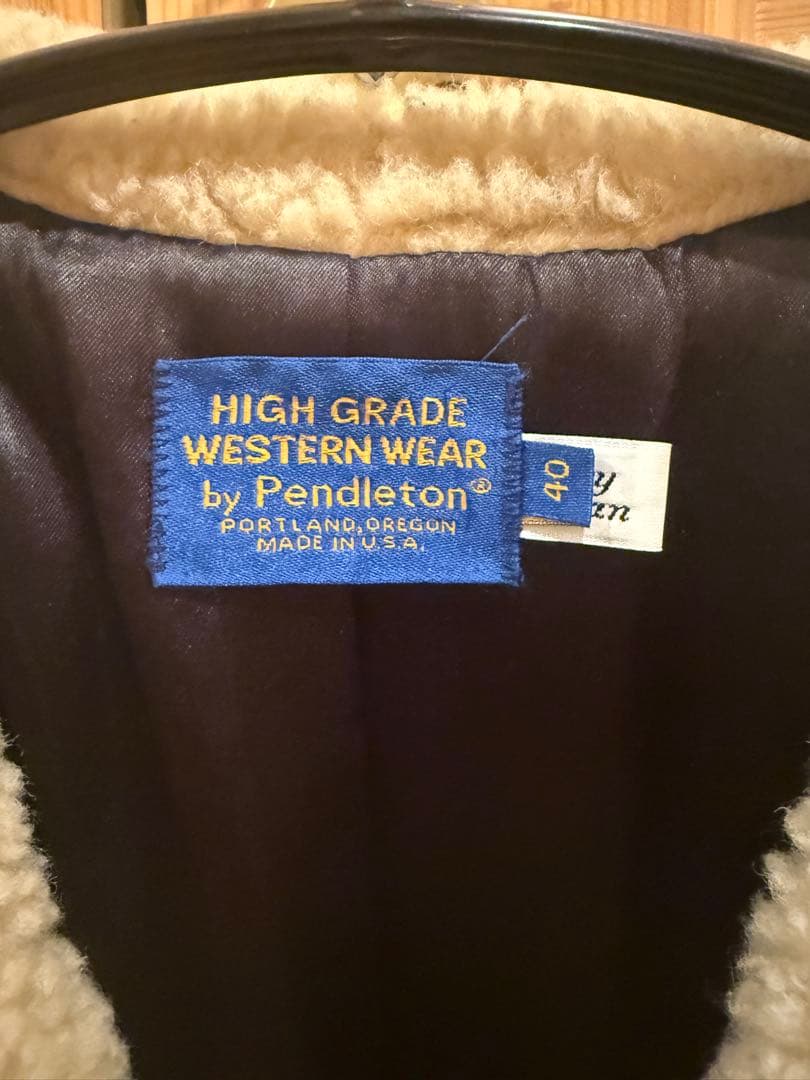 HIGH GRADE
WESTERN WEAR
by Pendleton®
PORTLAND, OREGON
MADE IN U.S.A.
40